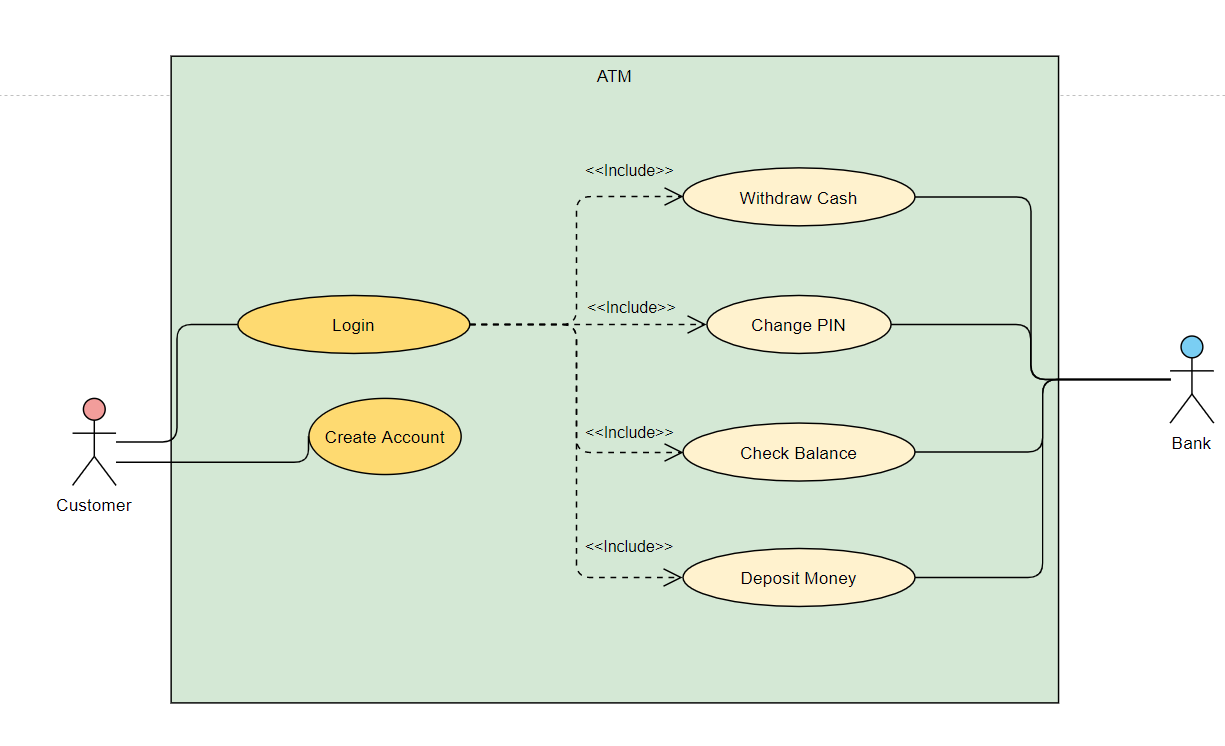 ATM
<<Include>>
Withdraw Cash
<<Include>>
Login
Change PIN
Customer
Create Account
<<Include>>
Check Balance
Bank
<<Include>>
Deposit Money